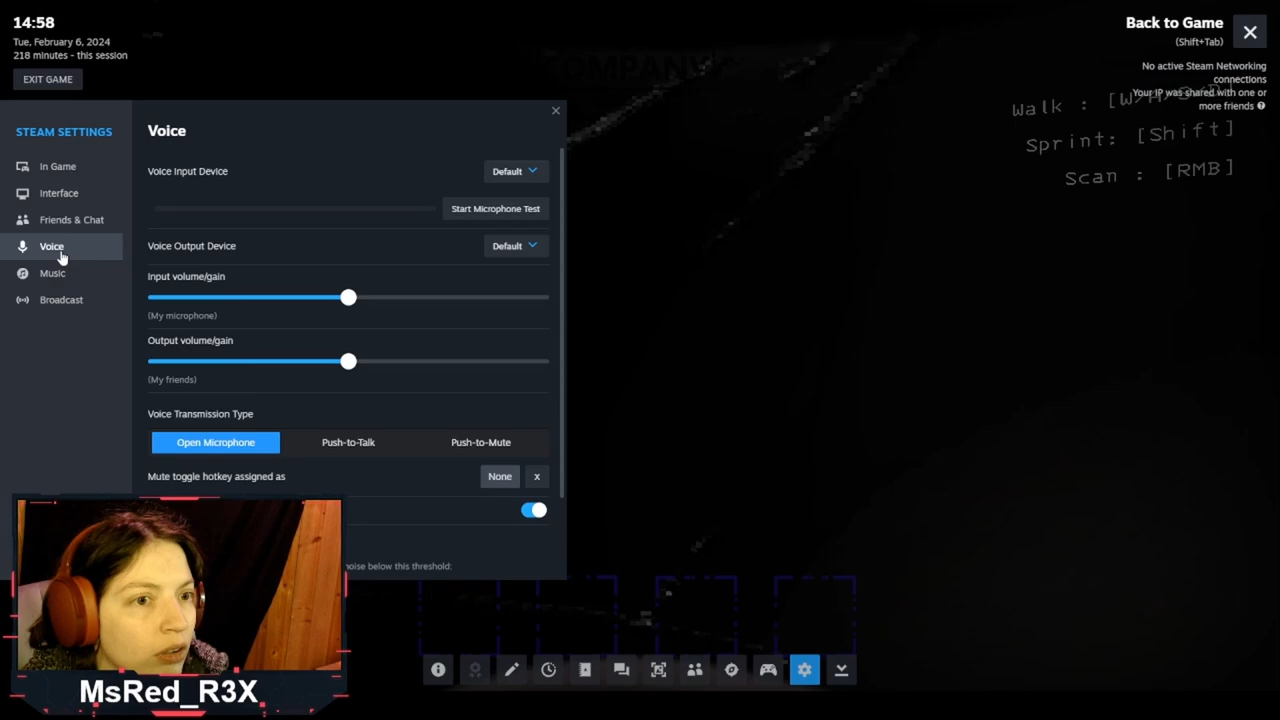 14:58
Tue, February 6, 2024
218 minutes - this session
EXIT GAME
Back to Game
(Shift+Tab)
No active Steam Networking
connections
Your IP was shared with one or
more friends
OMPANY
Walk : [W/A/S/D]
Sprint: [Shift]
Scan : [RMB]
STEAM SETTINGS
In Game
Interface
Friends & Chat
Voice
Music
Broadcast
Voice
Voice Input Device
Default
Start Microphone Test
Voice Output Device
Default
Input volume/gain
(My microphone)
Output volume/gain
(My friends)
Voice Transmission Type
Open Microphone
Push-to-Talk
Push-to-Mute
Mute toggle hotkey assigned as
None
x
noise below this threshold:
MsRed_R3X